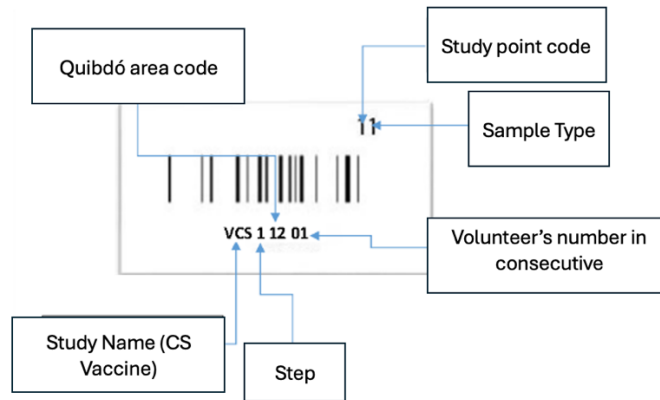 Study point code
Quibdó area code
11
Sample Type
VCS 1 12 01
Volunteer's number in
consecutive
Study Name (CS
Vaccine)
Step